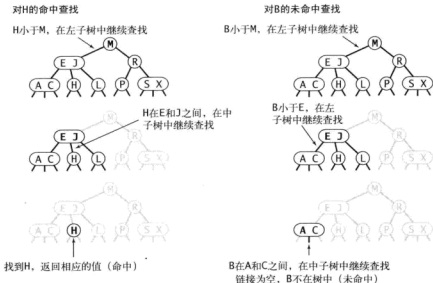 对H的命中查找
H小于M，在左子树中继续查找
M
E J
R
A C
H
L
P
S X
H在E和J之间，在中
子树中继续查找
M
E J
R
A C
H
L
P
S X
M
E J
R
A C
H
L
P
S X
找到H，返回相应的值（命中）
对B的未命中查找
B小于M，在左子树中继续查找
M
E J
R
A C
H
L
P
S X
B小于E，在左
子树中继续查找
M
E J
R
A C
H
L
P
S X
M
E J
R
A C
H
L
P
S X
B在A和C之间，在中子树中继续查找
链接为空，B不在树中（未命中）